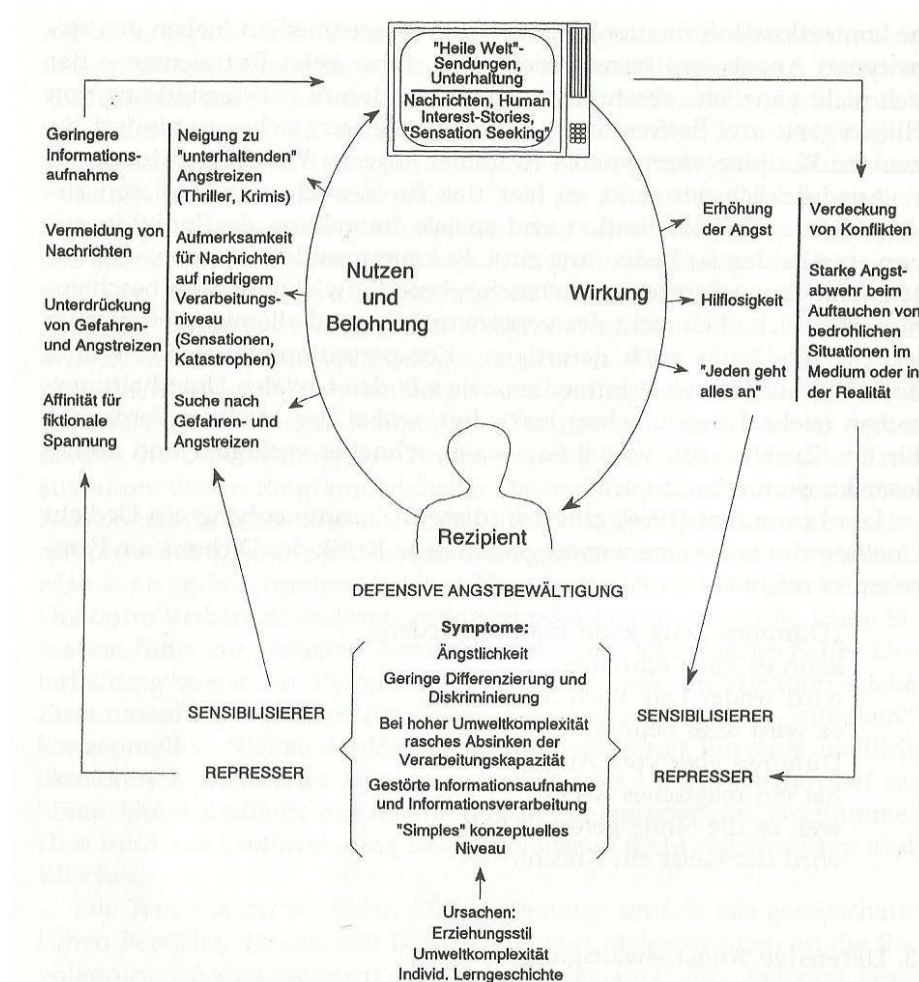 "Heile Welt"-
Sendungen,
Unterhaltung
Nachrichten, Human
Interest-Stories,
"Sensation Seeking"
Geringere
Informations-
aufnahme
Vermeidung von
Nachrichten
Unterdrückung
von Gefahren-
und Angstreizen
Affinität für
fiktionale
Spannung
Neigung zu
"unterhaltenden"
Angstreizen
(Thriller, Krimis)
Aufmerksamkeit
für Nachrichten
auf niedrigem
Verarbeitungs-
niveau
(Sensationen,
Katastrophen)
Suche nach
Gefahren- und
Angstreizen
Nutzen
und
Belohnung
Wirkung
Erhöhung
der Angst
Hilflosigkeit
"Jeden geht
alles an"
Verdeckung
von Konflikten
Starke Angst-
abwehr beim
Auftauchen von
bedrohlichen
Situationen im
Medium oder in
der Realität
Rezipient
DEFENSIVE ANGSTBEWÄLTIGUNG
Symptome:
Ängstlichkeit
Geringe Differenzierung und
Diskriminierung
Bei hoher Umweltkomplexität
rasches Absinken der
Verarbeitungskapazität
Gestörte Informationsaufnahme
und Informationsverarbeitung
"Simples" konzeptuelles
Niveau
SENSIBILISIERER
REPRESSER
SENSIBILISIERER
REPRESSER
Ursachen:
Erziehungsstil
Umweltkomplexität
Individ. Lerngeschichte